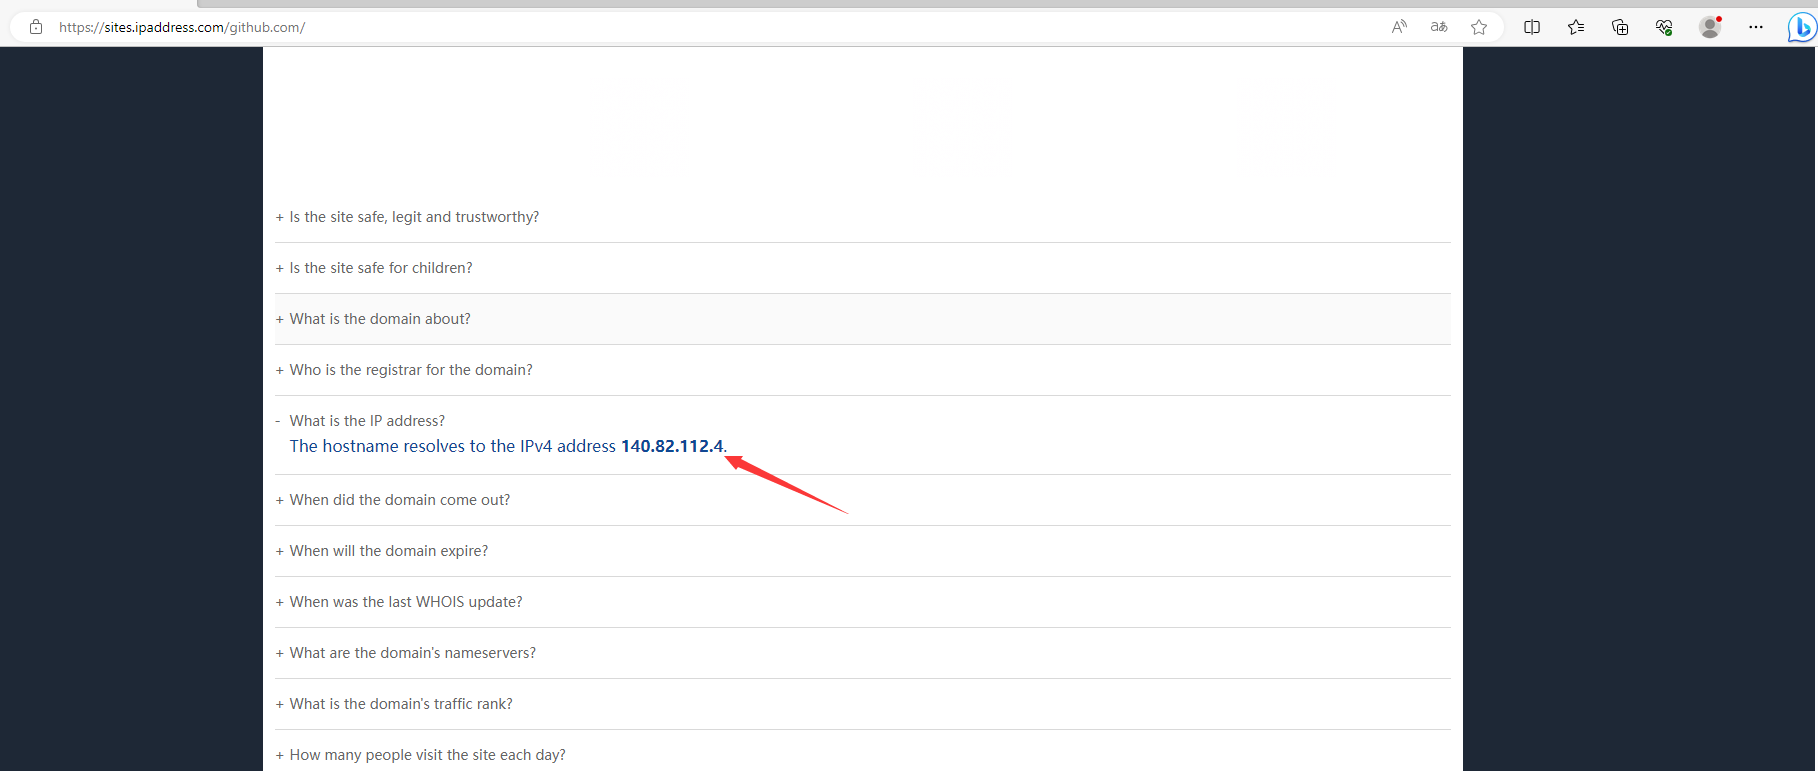 https://sites.ipaddress.com/github.com/
+ Is the site safe, legit and trustworthy?
+ Is the site safe for children?
+ What is the domain about?
+ Who is the registrar for the domain?
- What is the IP address?
The hostname resolves to the IPv4 address 140.82.112.4.
+ When did the domain come out?
+ When will the domain expire?
+ When was the last WHOIS update?
+ What are the domain's nameservers?
+ What is the domain's traffic rank?
+ How many people visit the site each day?